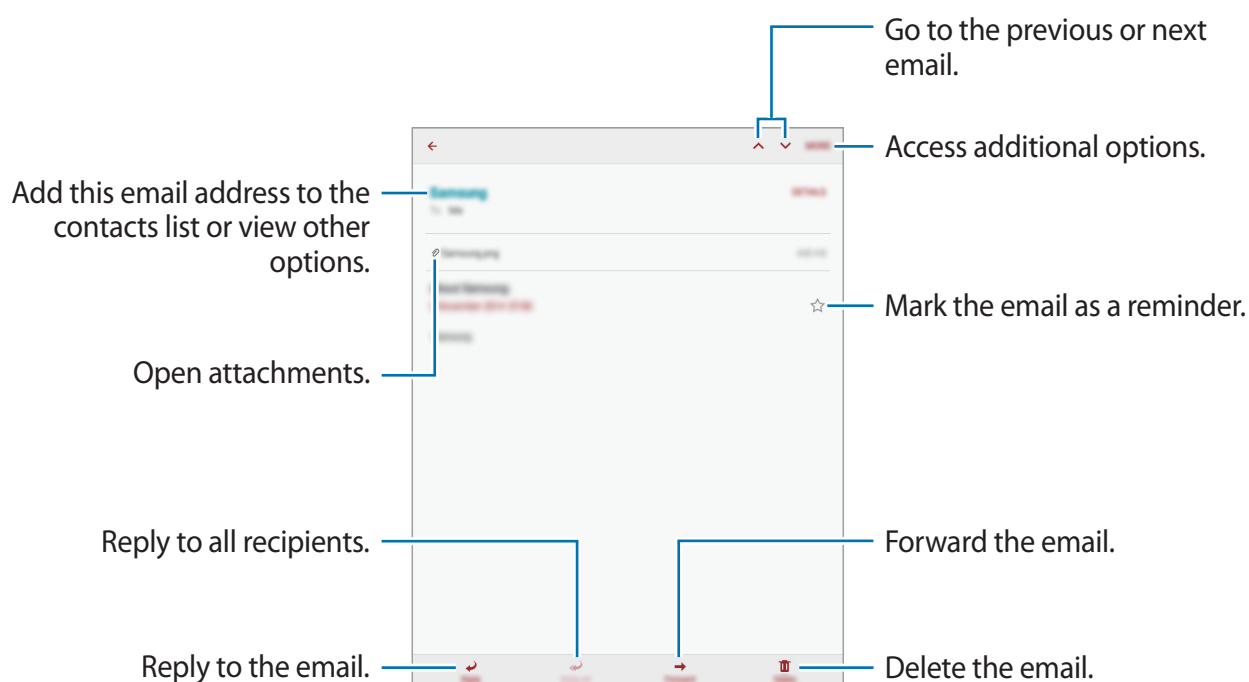 Go to the previous or next
email.
Access additional options.
Add this email address to the
contacts list or view other
options.
Samsung
Mark the email as a reminder.
Open attachments.
Reply to all recipients.
Forward the email.
Reply to the email.
Delete the email.